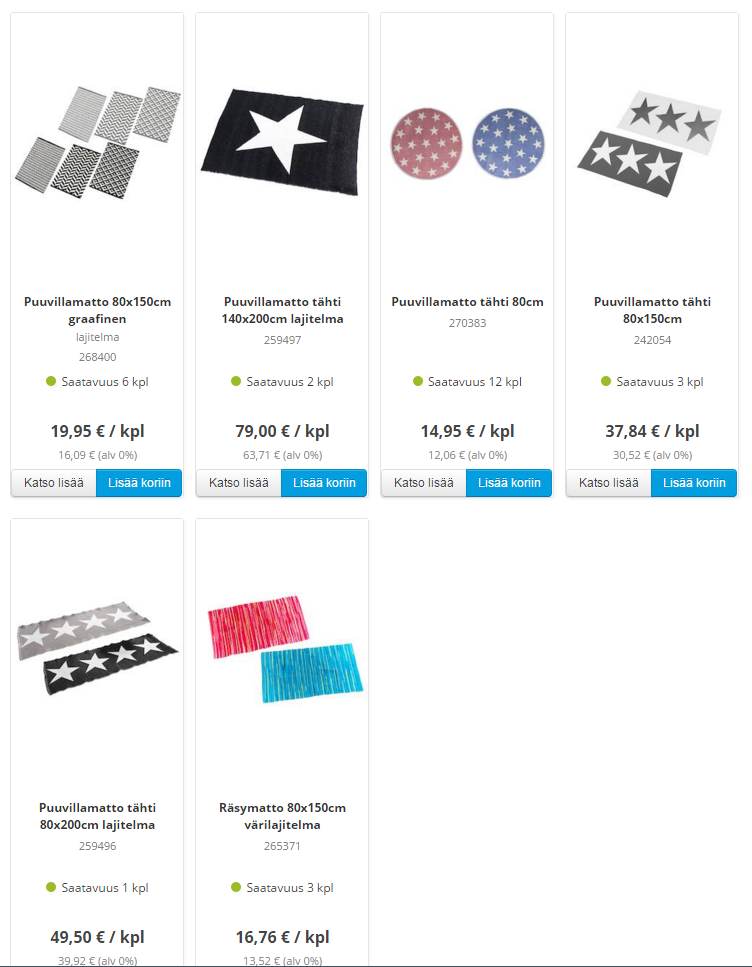 Puuvillamatto 80x150cm
graafinen
lajitelma
268400
Saatavuus 6 kpl
19,95 € / kpl
16,09 € (alv 0%)
Katso lisää
Lisää koriin
Puuvillamatto tähti
140x200cm lajitelma
259497
Saatavuus 2 kpl
79,00 € / kpl
63,71 € (alv 0%)
Katso lisää
Lisää koriin
Puuvillamatto tähti 80cm
270383
Saatavuus 12 kpl
14,95 € / kpl
12,06 € (alv 0%)
Katso lisää
Lisää koriin
Puuvillamatto tähti
80x150cm
242054
Saatavuus 3 kpl
37,84 € / kpl
30,52 € (alv 0%)
Katso lisää
Lisää koriin
Puuvillamatto tähti
80x200cm lajitelma
259496
Saatavuus 1 kpl
49,50 € / kpl
39,92 € (alv 0%)
Räsymatto 80x150cm
värilajitelma
265371
Saatavuus 3 kpl
16,76 € / kpl
13,52 € (alv 0%)